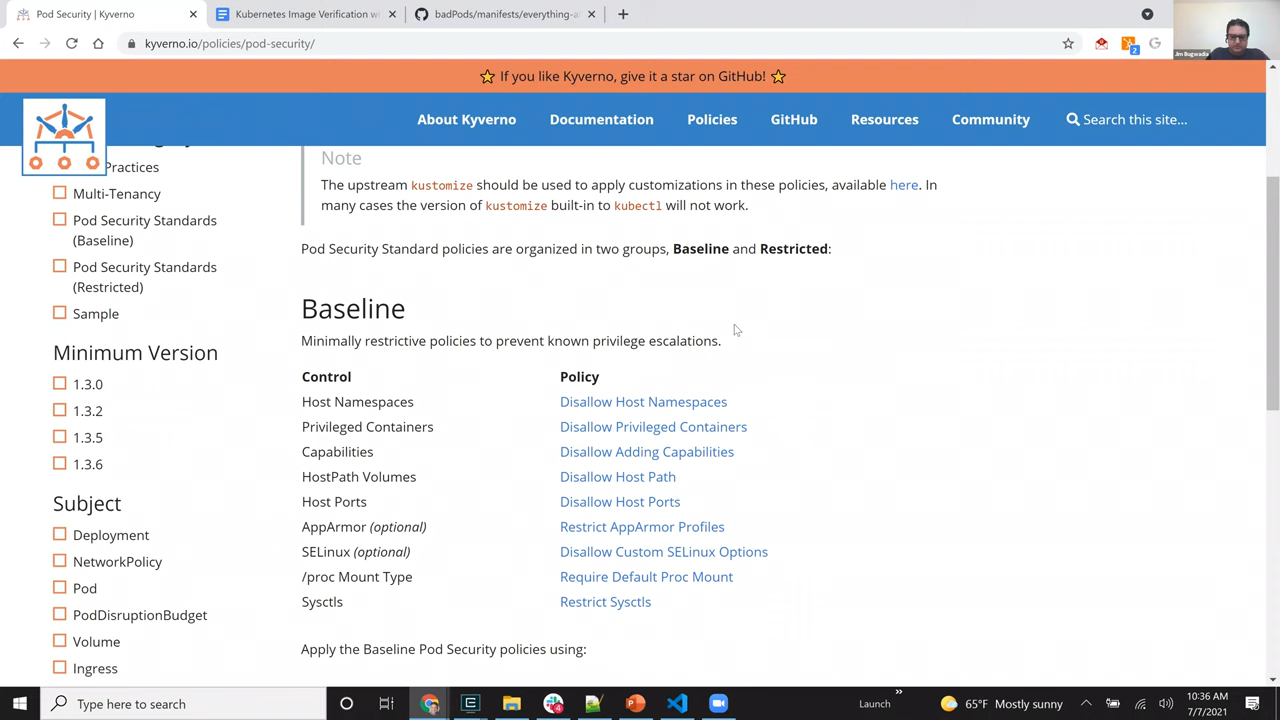 Pod Security | Kyverno
Kubernetes Image Verification w
badPods/manifests/everything-a
kyverno.io/policies/pod-security/
2
Jim Bugwadia
⭐ If you like Kyverno, give it a star on GitHub! ⭐
About Kyverno
Documentation
Policies
GitHub
Resources
Community
Search this site...
Practices
Multi-Tenancy
Pod Security Standards
(Baseline)
Pod Security Standards
(Restricted)
Sample
Minimum Version
1.3.0
1.3.2
1.3.5
1.3.6
Subject
Deployment
NetworkPolicy
Pod
PodDisruptionBudget
Volume
Ingress
Note
The upstream kustomize should be used to apply customizations in these policies, available here. In
many cases the version of kustomize built-in to kubectl will not work.
Pod Security Standard policies are organized in two groups, Baseline and Restricted:
Baseline
Minimally restrictive policies to prevent known privilege escalations.
Control Policy
Host Namespaces Disallow Host Namespaces
Privileged Containers Disallow Privileged Containers
Capabilities Disallow Adding Capabilities
HostPath Volumes Disallow Host Path
Host Ports Disallow Host Ports
AppArmor (optional) Restrict AppArmor Profiles
SELinux (optional) Disallow Custom SELinux Options
/proc Mount Type Require Default Proc Mount
Sysctls Restrict Sysctls
Apply the Baseline Pod Security policies using:
Type here to search
Launch
65°F Mostly sunny
10:36 AM
7/7/2021